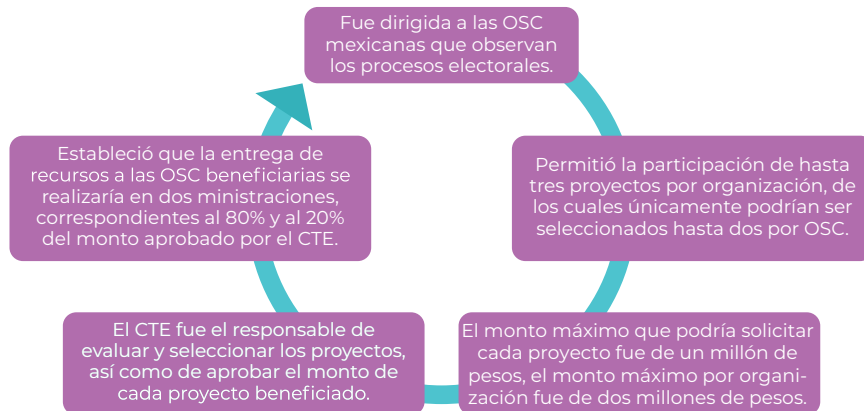 Fue dirigida a las OSC
mexicanas que observan
los procesos electorales.
Permitió la participación de hasta
tres proyectos por organización, de
los cuales únicamente podrían ser
seleccionados hasta dos por OSC.
El monto máximo que podría solicitar
cada proyecto fue de un millón de
pesos, el monto máximo por organi-
zación fue de dos millones de pesos.
El CTE fue el responsable de
evaluar y seleccionar los proyectos,
así como de aprobar el monto de
cada proyecto beneficiado.
Estableció que la entrega de
recursos a las OSC beneficiarias se
realizaría en dos ministraciones,
correspondientes al 80% y al 20%
del monto aprobado por el CTE.